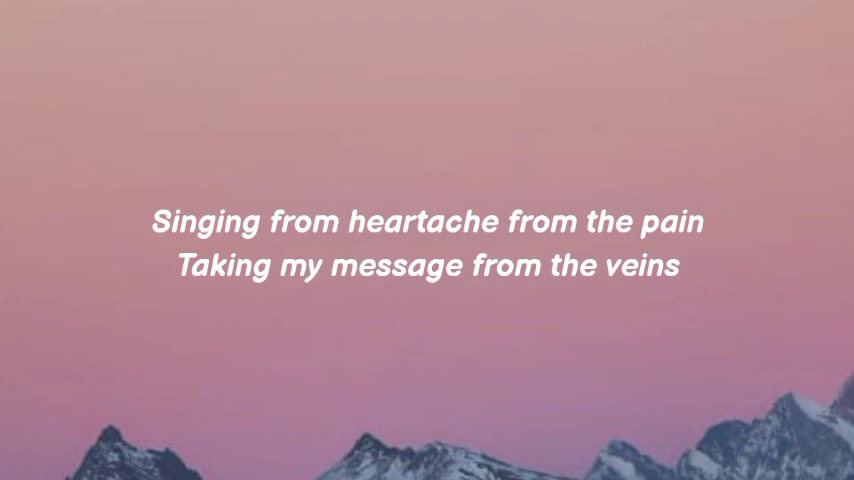 Singing from heartache from the pain
Taking my message from the veins